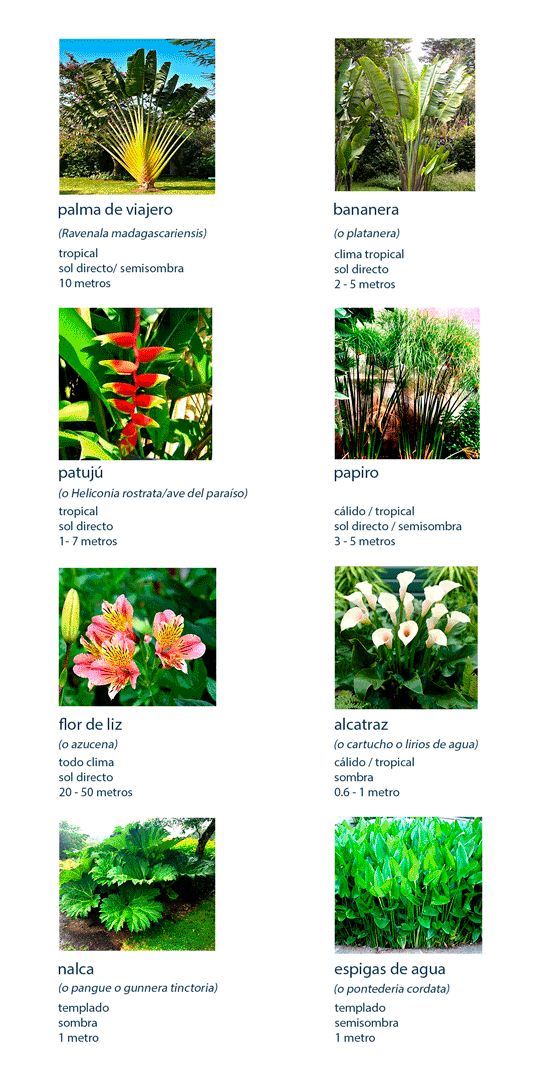 palma de viajero
(Ravenala madagascariensis)
tropical
sol directo/ semisombra
10 metros
bananera
(o platanera)
clima tropical
sol directo
2 - 5 metros
patujú
(o Heliconia rostrata/ave del paraíso)
tropical
sol directo
1- 7 metros
papiro
cálido / tropical
sol directo / semisombra
3 - 5 metros
flor de liz
(o azucena)
todo clima
sol directo
20 - 50 metros
alcatraz
(o cartucho o lirios de agua)
cálido / tropical
sombra
0.6 - 1 metro
nalca
(o pangue o gunnera tinctoria)
templado
sombra
1 metro
espigas de agua
(o pontederia cordata)
templado
semisombra
1 metro